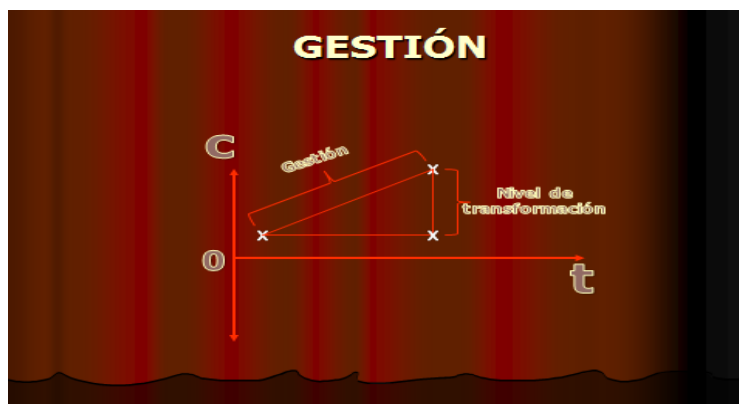 GESTIÓN
C
Gestión
x
Nivel de
transformación
x
x
0
t